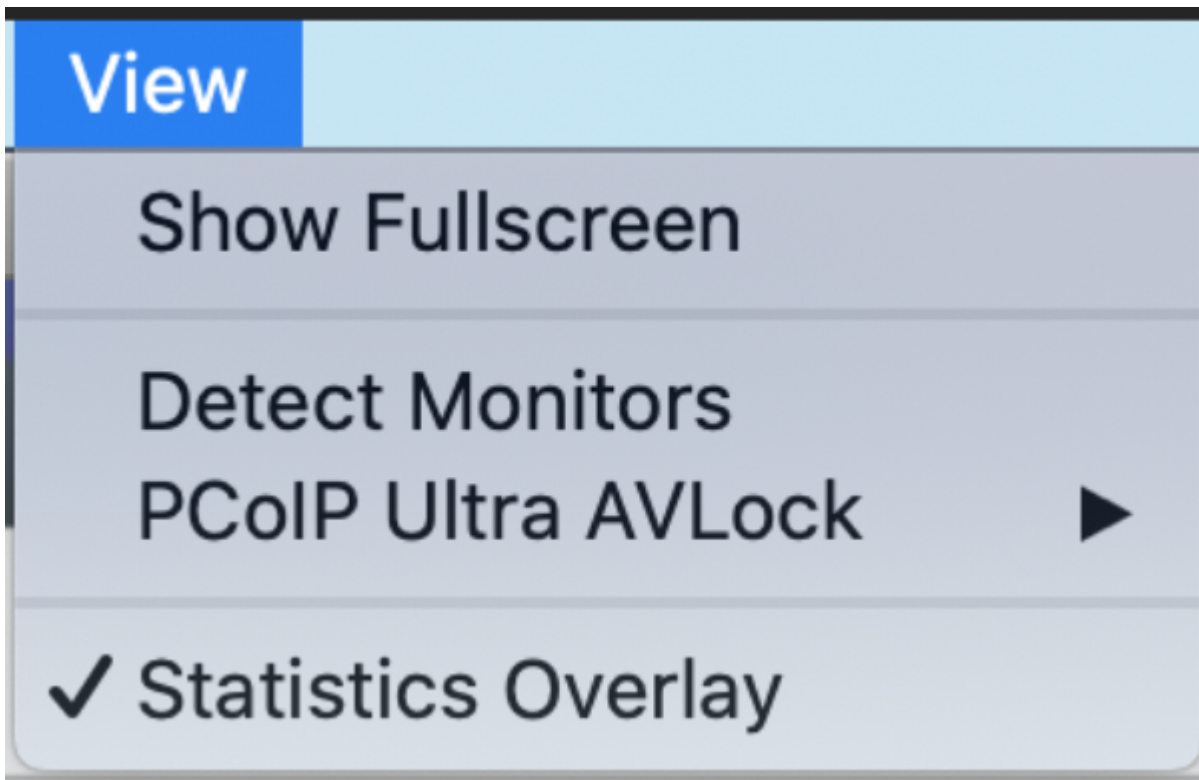 View
Show Fullscreen
Detect Monitors
PCoIP Ultra AVLock
Statistics Overlay